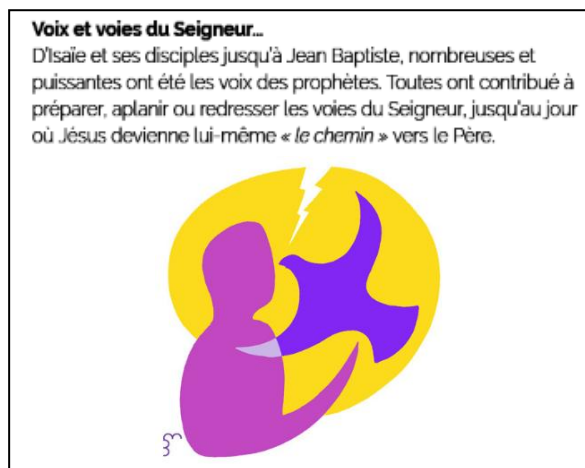 Voix et voies du Seigneur...
D'Isaïe et ses disciples jusqu'à Jean Baptiste, nombreuses et
puissantes ont été les voix des prophètes. Toutes ont contribué à
préparer, aplanir ou redresser les voies du Seigneur, jusqu'au jour
où Jésus devienne lui-même « le chemin » vers le Père.